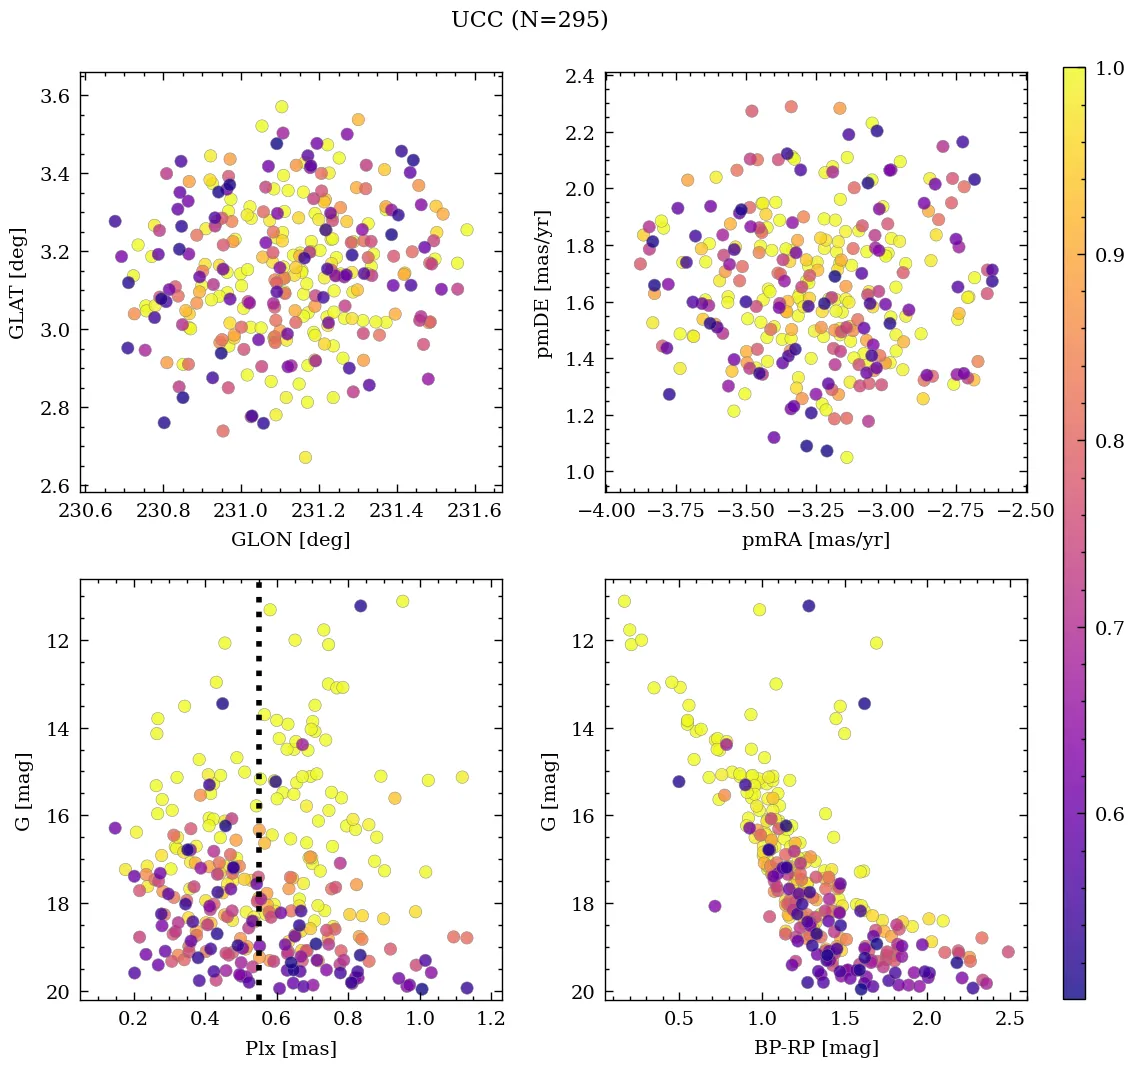 UCC (N=295)
3.6
3.4
3.2
3.0
2.8
2.6
GLAT [deg]
230.6 230.8 231.0 231.2 231.4 231.6
GLON [deg]
2.4
2.2
2.0
1.8
1.6
1.4
1.2
1.0
pmDE [mas/yr]
−4.00 −3.75 −3.50 −3.25 −3.00 −2.75 −2.50
pmRA [mas/yr]
12
14
16
18
20
G [mag]
0.2 0.4 0.6 0.8 1.0 1.2
Plx [mas]
12
14
16
18
20
G [mag]
0.5 1.0 1.5 2.0 2.5
BP-RP [mag]
1.0
0.9
0.8
0.7
0.6